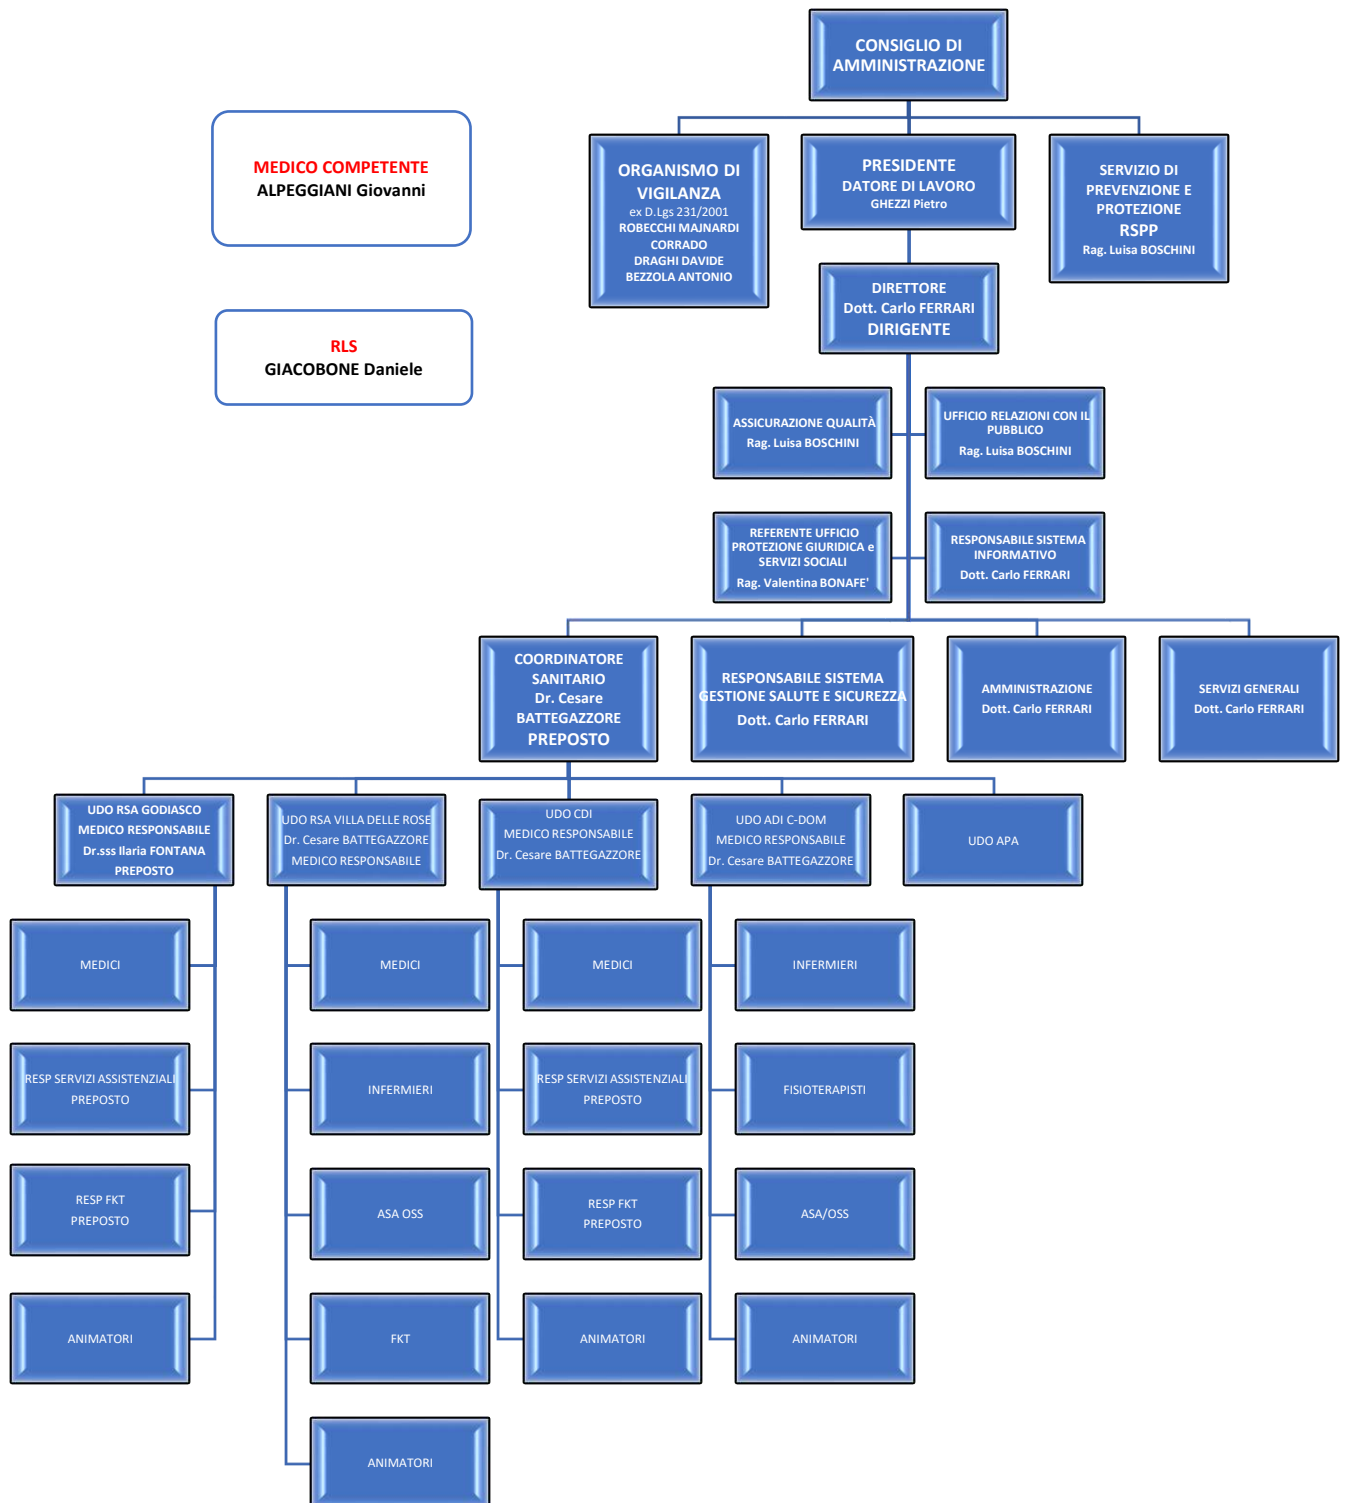 CONSIGLIO DI
AMMINISTRAZIONE
MEDICO COMPETENTE
ALPEGGIANI Giovanni
ORGANISMO DI
VIGILANZA
ex D.Lgs 231/2001
ROBECCHI MAJNARDI
CORRADO
DRAGHI DAVIDE
BEZZOLA ANTONIO
PRESIDENTE
DATORE DI LAVORO
GHEZZI Pietro
SERVIZIO DI
PREVENZIONE E
PROTEZIONE
RSPP
Rag. Luisa BOSCHINI
DIRETTORE
Dott. Carlo FERRARI
DIRIGENTE
RLS
GIACOBONE Daniele
ASSICURAZIONE QUALITÀ
Rag. Luisa BOSCHINI
UFFICIO RELAZIONI CON IL
PUBBLICO
Rag. Luisa BOSCHINI
REFERENTE UFFICIO
PROTEZIONE GIURIDICA e
SERVIZI SOCIALI
Rag. Valentina BONAFE'
RESPONSABILE SISTEMA
INFORMATIVO
Dott. Carlo FERRARI
COORDINATORE
SANITARIO
Dr. Cesare
BATTEGAZZORE
PREPOSTO
RESPONSABILE SISTEMA
GESTIONE SALUTE E SICUREZZA
Dott. Carlo FERRARI
AMMINISTRAZIONE
Dott. Carlo FERRARI
SERVIZI GENERALI
Dott. Carlo FERRARI
UDO RSA GODIASCO
MEDICO RESPONSABILE
Dr.sss Ilaria FONTANA
PREPOSTO
UDO RSA VILLA DELLE ROSE
Dr. Cesare BATTEGAZZORE
MEDICO RESPONSABILE
UDO CDI
MEDICO RESPONSABILE
Dr. Cesare BATTEGAZZORE
UDO ADI C-DOM
MEDICO RESPONSABILE
Dr. Cesare BATTEGAZZORE
UDO APA
MEDICI
MEDICI
MEDICI
INFERMIERI
RESP SERVIZI ASSISTENZIALI
PREPOSTO
INFERMIERI
RESP SERVIZI ASSISTENZIALI
PREPOSTO
FISIOTERAPISTI
RESP FKT
PREPOSTO
ASA OSS
RESP FKT
PREPOSTO
ASA/OSS
ANIMATORI
FKT
ANIMATORI
ANIMATORI
ANIMATORI